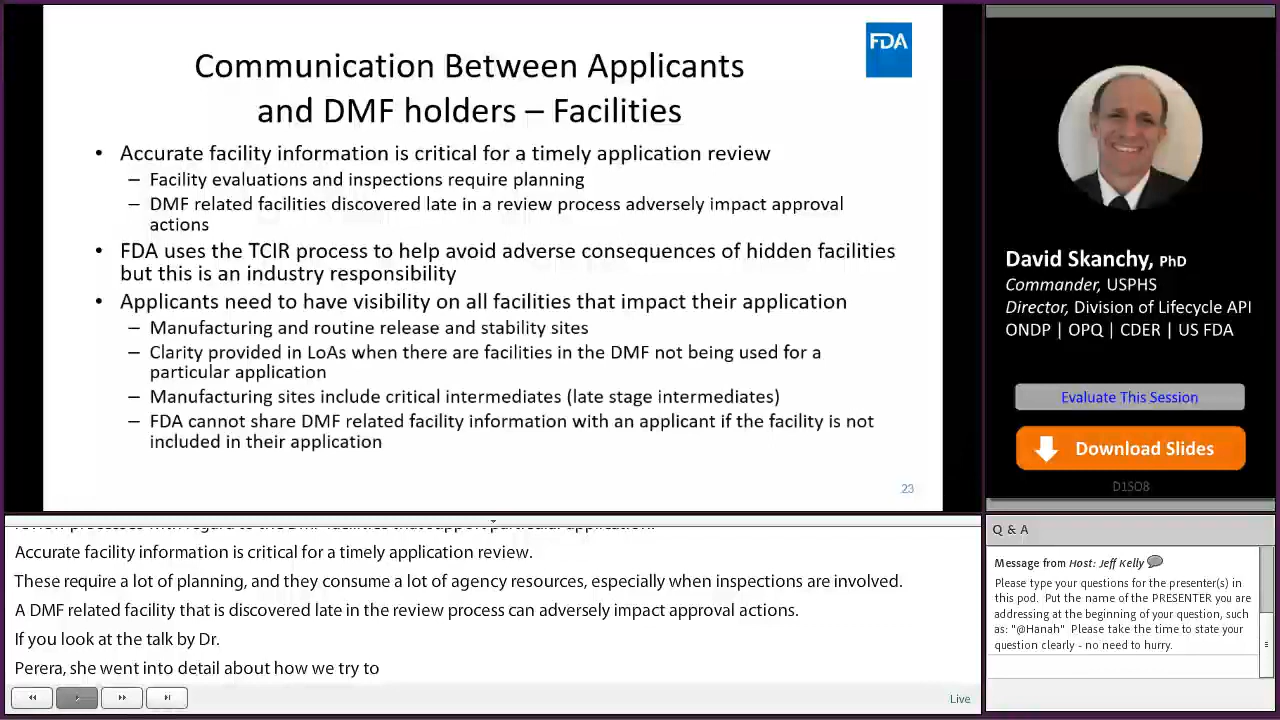 FDA
Communication Between Applicants
and DMF holders – Facilities
• Accurate facility information is critical for a timely application review
– Facility evaluations and inspections require planning
– DMF related facilities discovered late in a review process adversely impact approval
actions
• FDA uses the TCIR process to help avoid adverse consequences of hidden facilities
but this is an industry responsibility
• Applicants need to have visibility on all facilities that impact their application
– Manufacturing and routine release and stability sites
– Clarity provided in LoAs when there are facilities in the DMF not being used for a
particular application
– Manufacturing sites include critical intermediates (late stage intermediates)
– FDA cannot share DMF related facility information with an applicant if the facility is not
included in their application
23
David Skanchy, PhD
Commander, USPHS
Director, Division of Lifecycle API
ONDP | OPQ | CDER | US FDA
Evaluate This Session
Download Slides
D1SO8
Accurate facility information is critical for a timely application review.
These require a lot of planning, and they consume a lot of agency resources, especially when inspections are involved.
A DMF related facility that is discovered late in the review process can adversely impact approval actions.
If you look at the talk by Dr.
Perera, she went into detail about how we try to
Live
Q & A
Message from Host: Jeff Kelly
Please type your questions for the presenter(s) in
this pod. Put the name of the PRESENTER you are
addressing at the beginning of your question, such
as: "@Hanah" Please take the time to state your
question clearly - no need to hurry.